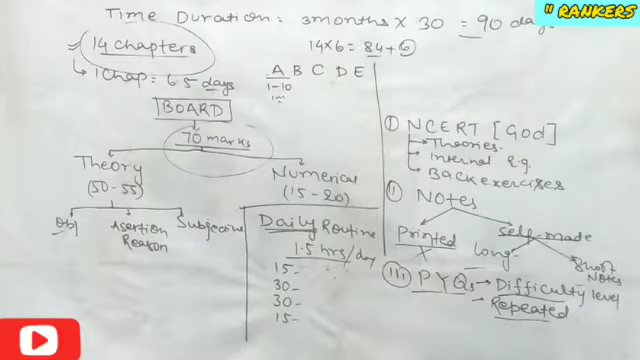 Time Duration: 3months × 30 = 90 days
" RANKERS
14 chapters
14×6 = 84 + 6
1 Chap = 6.5 days
A B C D E
1-10
BOARD
70 marks
Theory
(50-55)
Numerical
(15-20)
Obj
Asertion Reason
Subjective
Daily Routine
1.5 hrs/day
15-
30-
30-
15-
I NCERT [God]
Theories.
Internal e.g.
Back exercises
II Notes
Printed
self-made
long
Short Notes
III PYQs → Difficulty level
Repeated